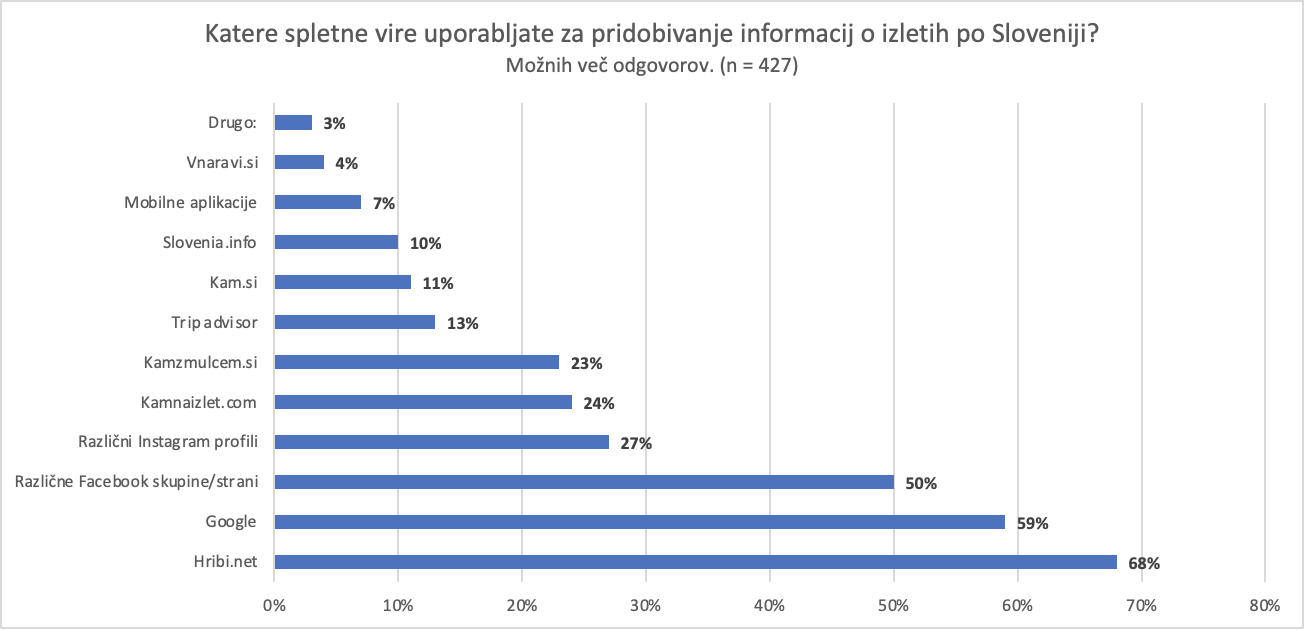 Katere spletne vire uporabljate za pridobivanje informacij o izletih po Sloveniji?
Možnih več odgovorov. (n = 427)
Drugo: 3%
Vnaravi.si 4%
Mobilne aplikacije 7%
Slovenia.info 10%
Kam.si 11%
Tripadvisor 13%
Kamzmulcem.si 23%
Kamnaizlet.com 24%
Različni Instagram profili 27%
Različne Facebook skupine/strani 50%
Google 59%
Hribi.net 68%
0% 10% 20% 30% 40% 50% 60% 70% 80%